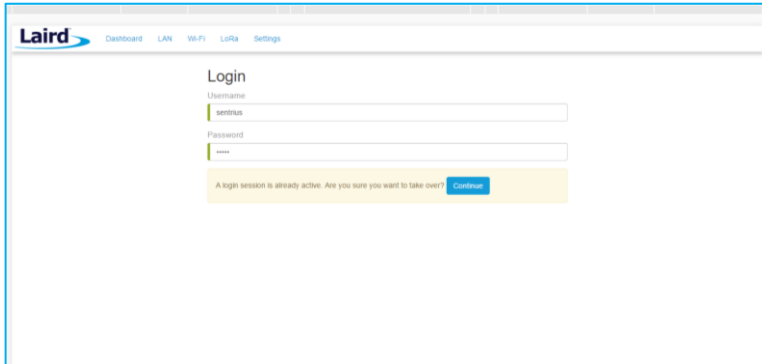 Laird
Dashboard LAN Wi-Fi LoRa Settings
Login
Username
sentrius
Password
-----
A login session is already active. Are you sure you want to take over? Continue